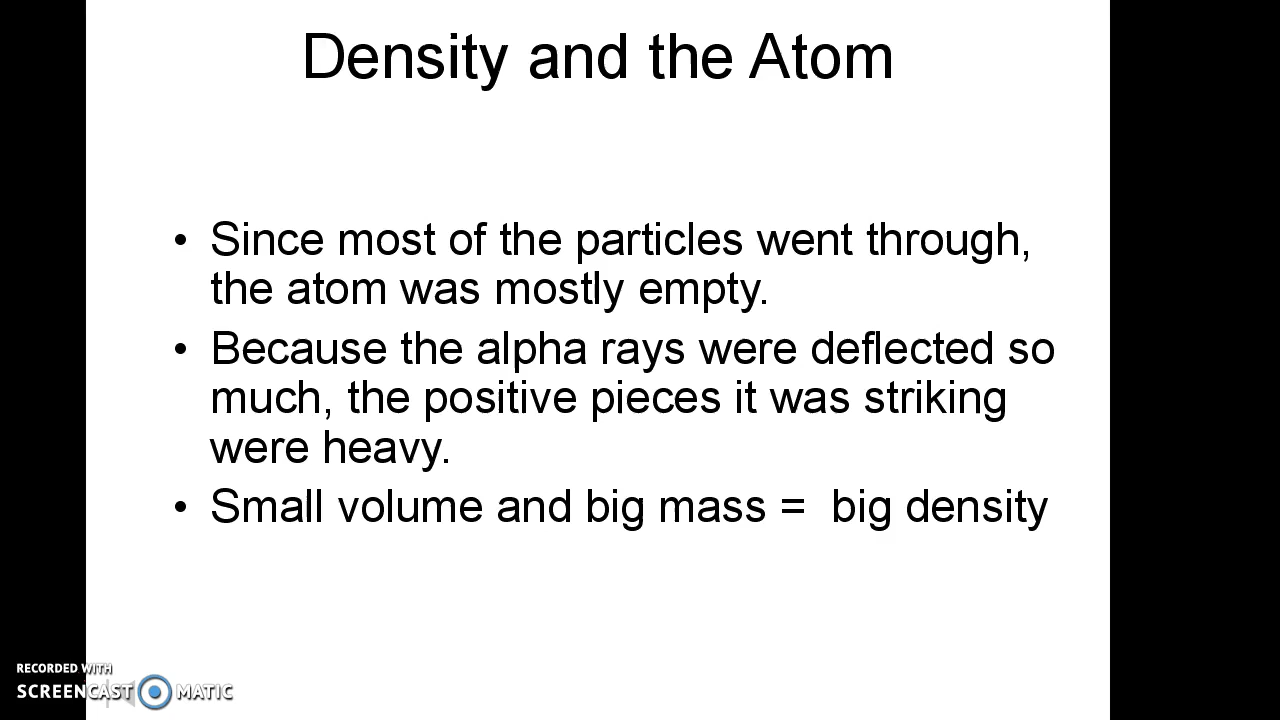 Density and the Atom
• Since most of the particles went through,
the atom was mostly empty.
• Because the alpha rays were deflected so
much, the positive pieces it was striking
were heavy.
• Small volume and big mass =  big density
RECORDED WITH
SCREENCAST MATIC